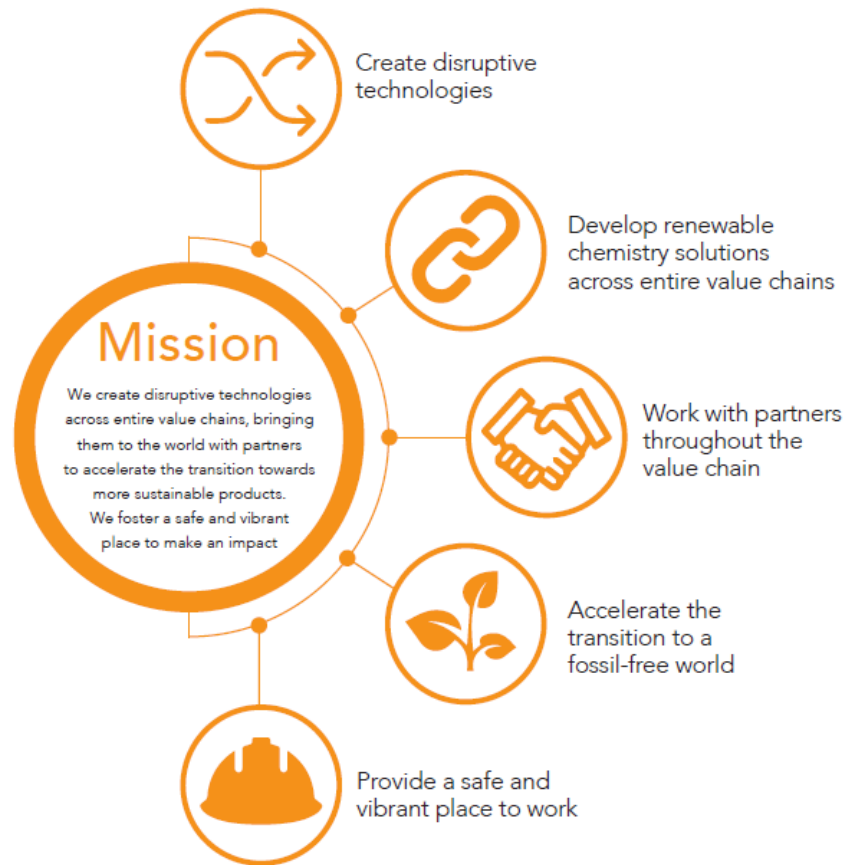 Create disruptive
technologies
Develop renewable
chemistry solutions
across entire value chains
Mission
We create disruptive technologies
across entire value chains, bringing
them to the world with partners
to accelerate the transition towards
more sustainable products.
We foster a safe and vibrant
place to make an impact
Work with partners
throughout the
value chain
Accelerate the
transition to a
fossil-free world
Provide a safe and
vibrant place to work